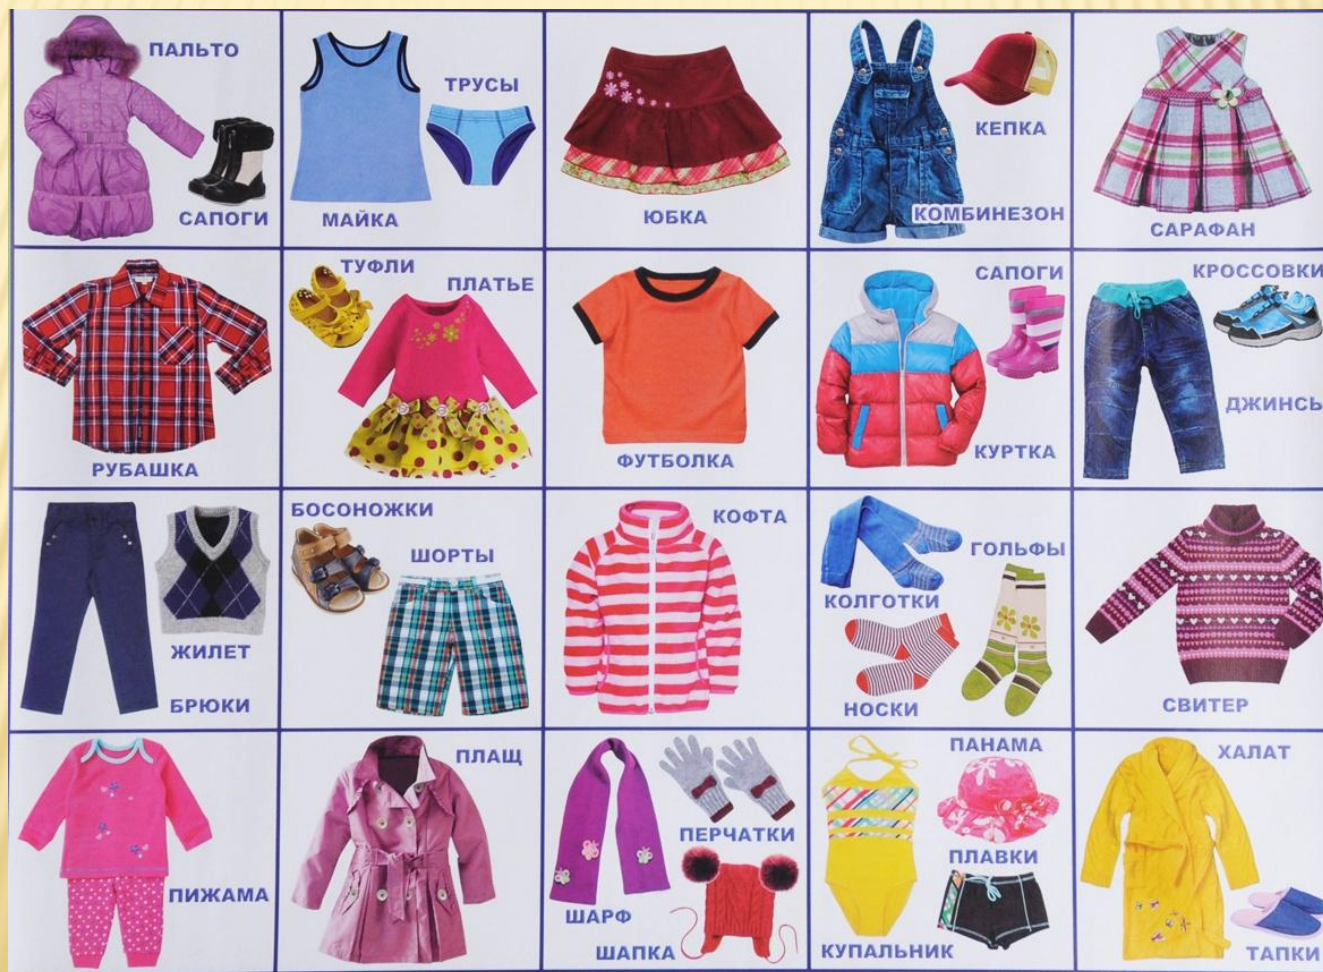 ПАЛЬТО
САПОГИ
МАЙКА
ТРУСЫ
ЮБКА
КЕПКА
КОМБИНЕЗОН
САРАФАН
РУБАШКА
ТУФЛИ
ПЛАТЬЕ
ФУТБОЛКА
САПОГИ
КУРТКА
КРОССОВКИ
ДЖИНСЫ
ЖИЛЕТ
БРЮКИ
БОСОНОЖКИ
ШОРТЫ
КОФТА
ГОЛЬФЫ
КОЛГОТКИ
НОСКИ
СВИТЕР
ПИЖАМА
ПЛАЩ
ПЕРЧАТКИ
ШАРФ
ШАПКА
ПАНАМА
ПЛАВКИ
КУПАЛЬНИК
ХАЛАТ
ТАПКИ